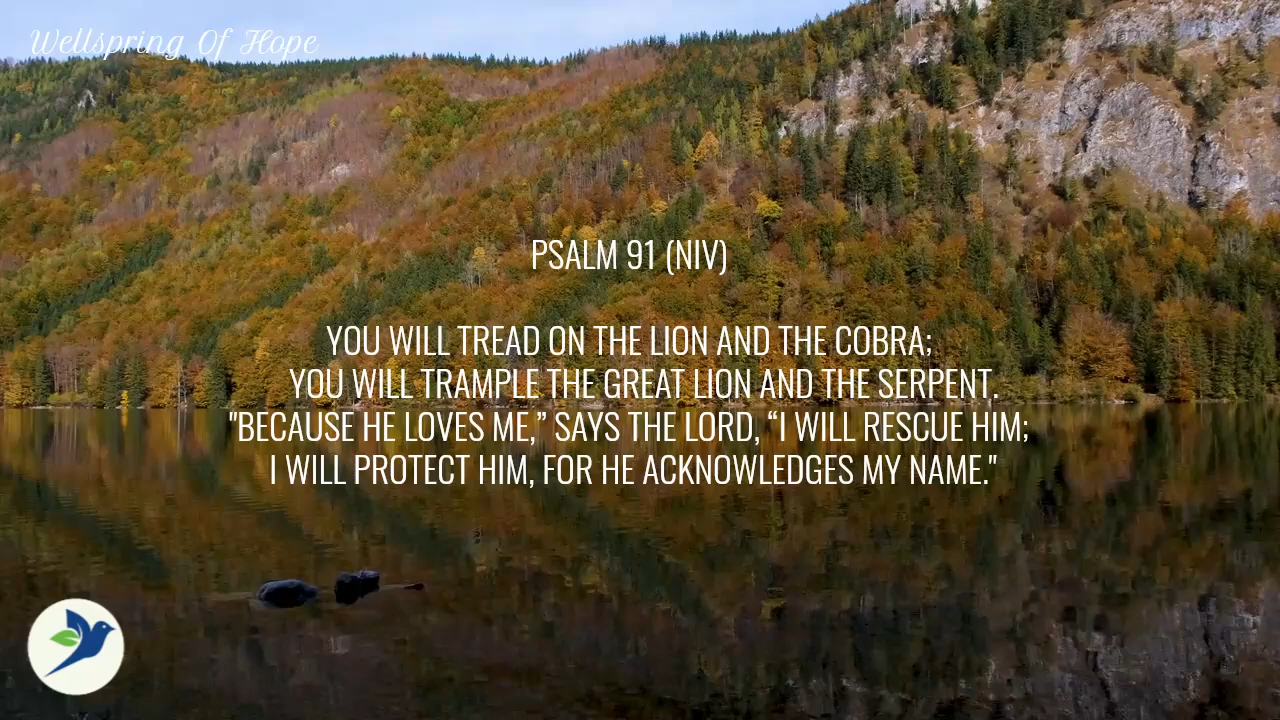 Wellspring Of Hope
PSALM 91 (NIV)
YOU WILL TREAD ON THE LION AND THE COBRA;
YOU WILL TRAMPLE THE GREAT LION AND THE SERPENT.
"BECAUSE HE LOVES ME,” SAYS THE LORD, “I WILL RESCUE HIM;
I WILL PROTECT HIM, FOR HE ACKNOWLEDGES MY NAME."